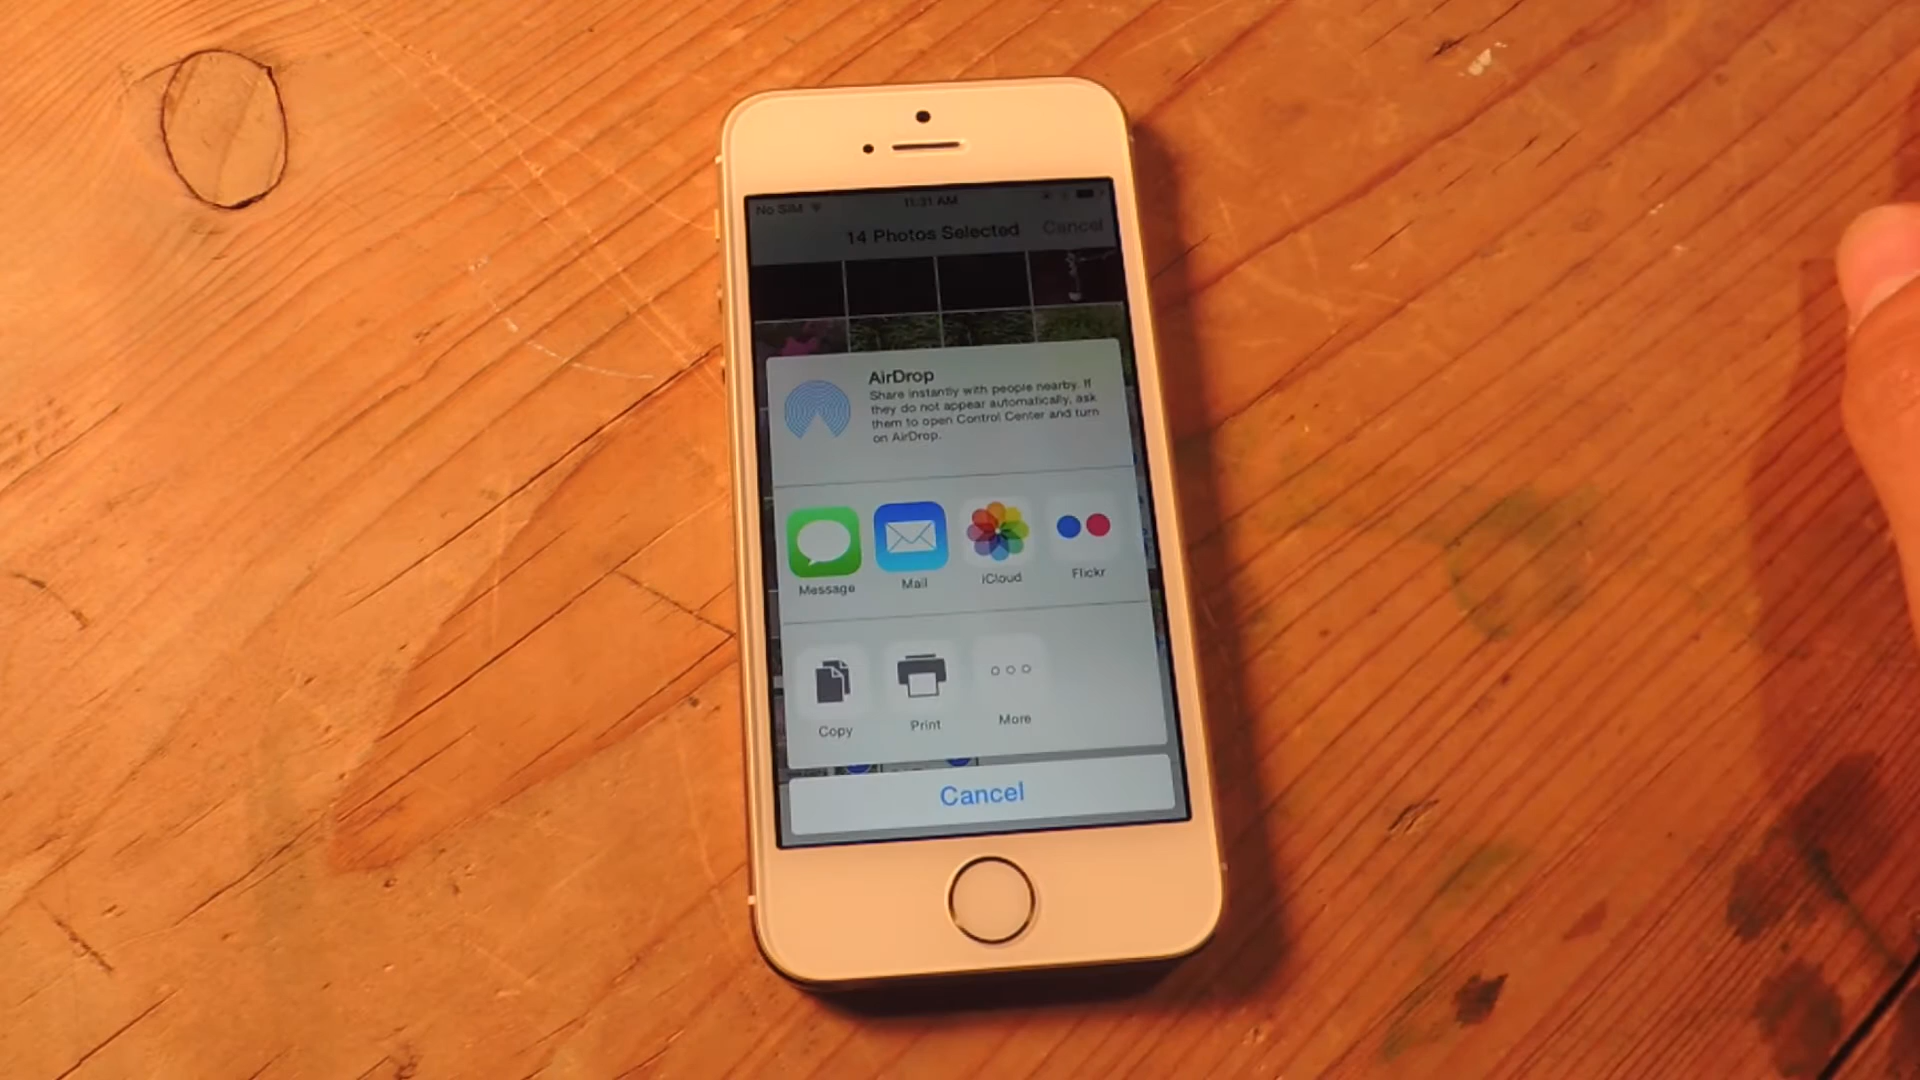 No SIM 11:31 AM
14 Photos Selected Cancel
AirDrop
Share instantly with people nearby. If
they do not appear automatically, ask
them to open Control Center and turn
on AirDrop.
Message Mail iCloud Flickr
Copy Print More
Cancel